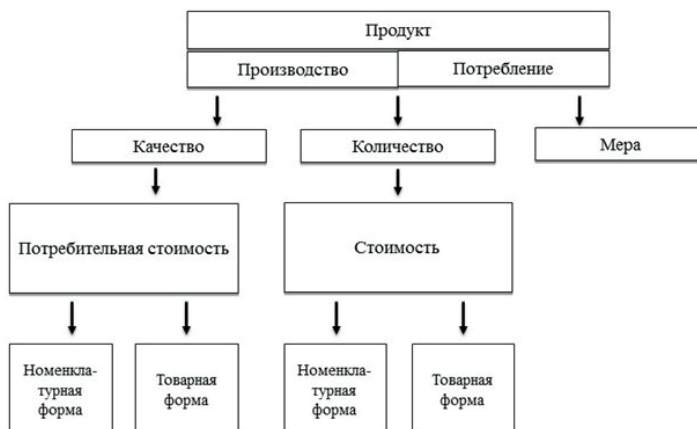 Продукт
Производство
Потребление
Качество
Количество
Мера
Потребительная стоимость
Стоимость
Номенкла-
турная
форма
Товарная
форма
Номенкла-
турная
форма
Товарная
форма